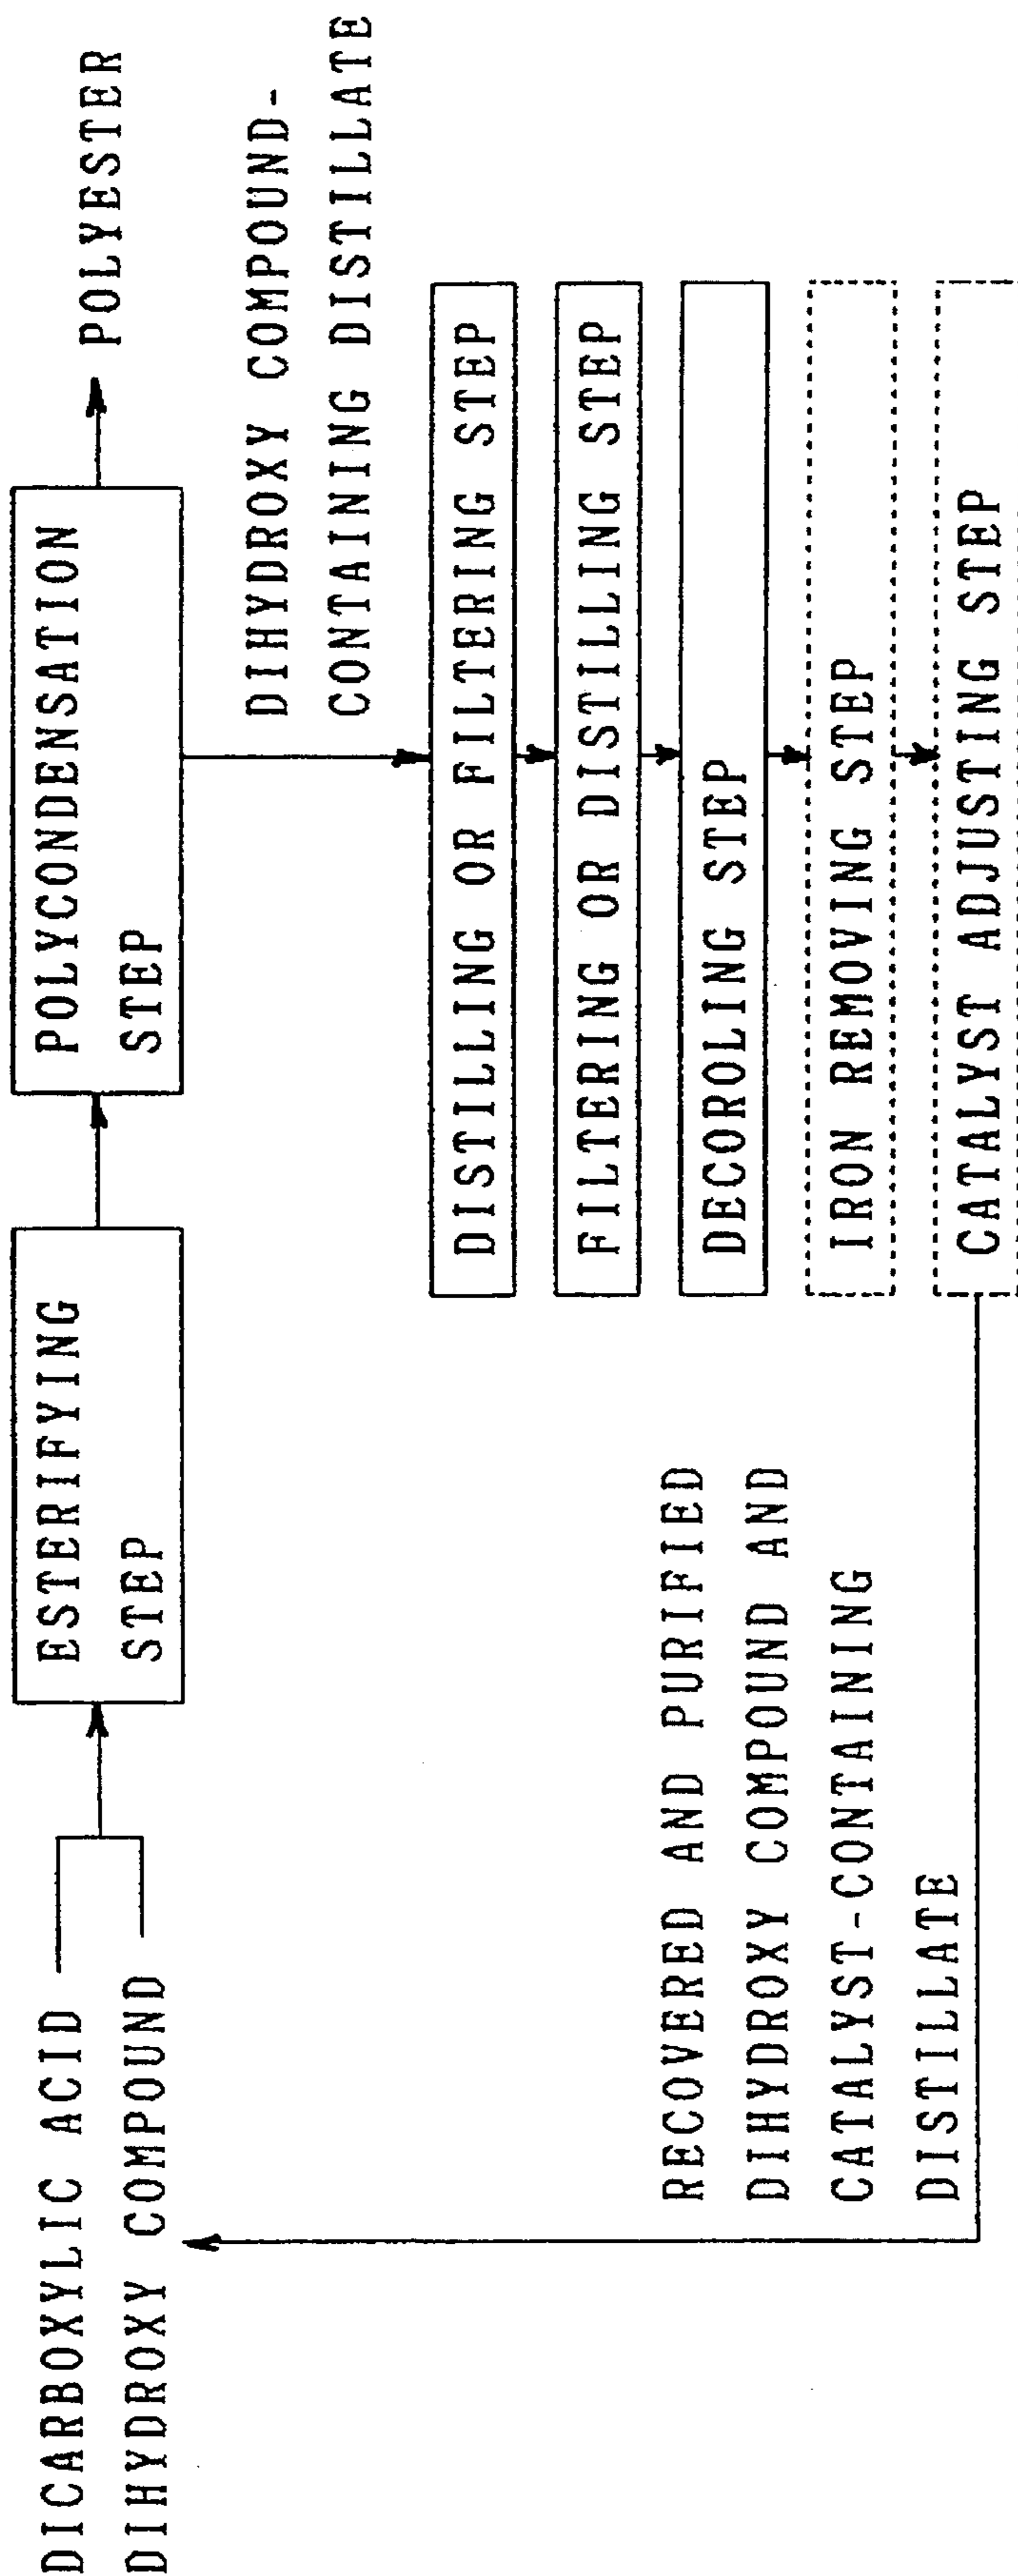 DICARBOXYLIC ACID
DIHYDROXY COMPOUND
ESTERIFYING
STEP
POLYCONDENSATION
STEP
POLYESTER
DIHYDROXY COMPOUND-
CONTAINING DISTILLATE
DISTILLING OR FILTERING STEP
FILTERING OR DISTILLING STEP
DECOROLING STEP
IRON REMOVING STEP
CATALYST ADJUSTING STEP
RECOVERED AND PURIFIED
DIHYDROXY COMPOUND AND
CATALYST-CONTAINING
DISTILLATE